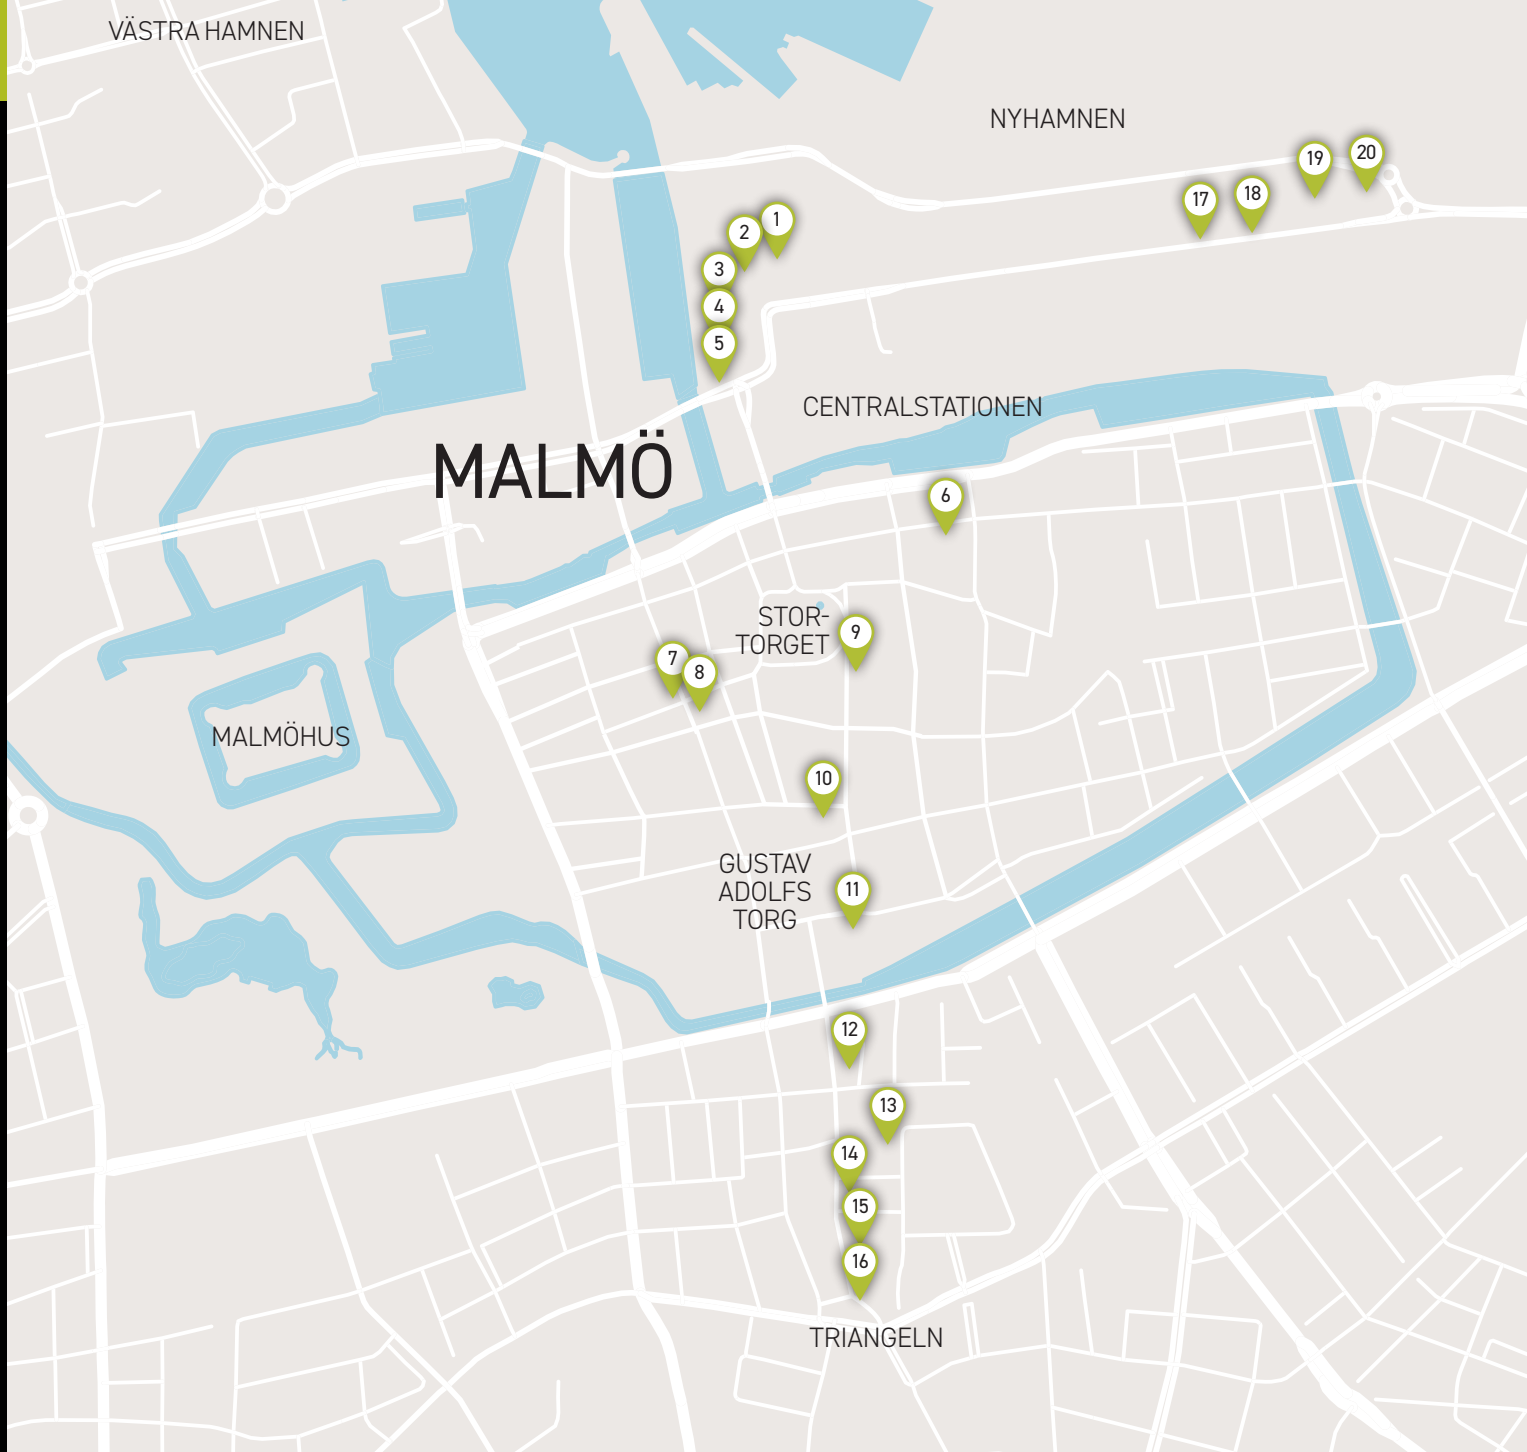 VÄSTRA HAMNEN
NYHAMNEN
19
20
17
18
1
2
3
4
5
CENTRALSTATIONEN
MALMÖ
6
STOR-
TORGET
9
7
8
MALMÖHUS
10
GUSTAV
ADOLFS
TORG
11
12
13
14
15
16
TRIANGELN